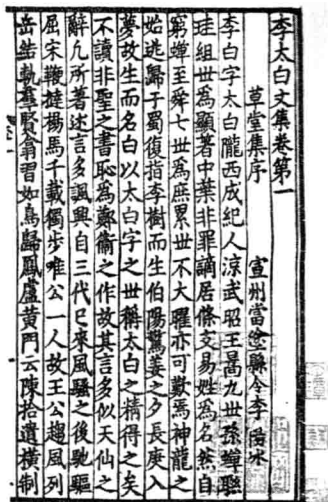 李太白文集卷第一
草堂集序 宣州當塗縣令李陽冰
李白字太白隴西成紀人涼武昭王暠九世孫蟬聯
珪組世爲顯著中葉非罪謫居條支易姓爲名然自
窮蟬至舜七世爲庶累世不大曜亦可歎焉神龍之
始逃歸于蜀復指李樹而生伯陽驚姜之夕長庚入
夢故生而名白以太白字之世稱太白之精得之矣
不讀非聖之書恥爲鄭衛之作故其言多似天仙之
辭凡所著述言多諷興自三代已來風騷之後馳驅
屈宋鞭撻楊馬千載獨步唯公一人故王公趨風列
岳結軌羣賢翕習如鳥歸鳳盧黃門云陳拾遺橫制